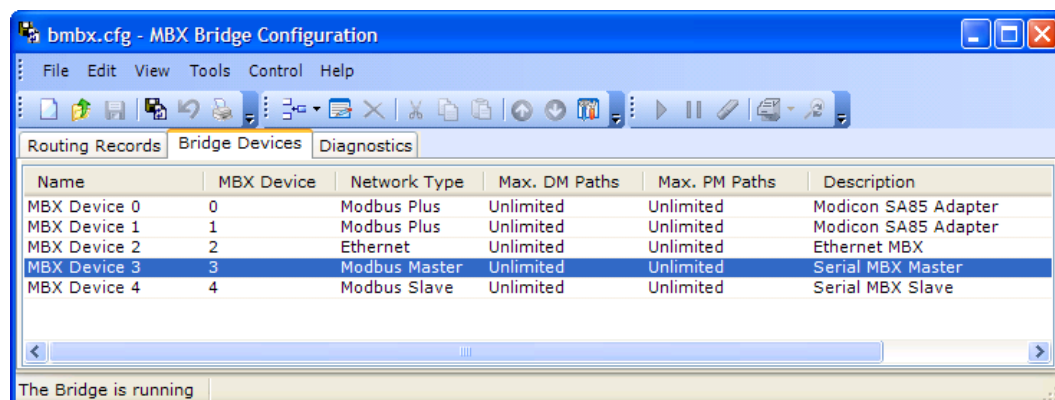 bmbx.cfg - MBX Bridge Configuration
File Edit View Tools Control Help
Routing Records Bridge Devices Diagnostics
Name MBX Device Network Type Max. DM Paths Max. PM Paths Description
MBX Device 0 0 Modbus Plus Unlimited Unlimited Modicon SA85 Adapter
MBX Device 1 1 Modbus Plus Unlimited Unlimited Modicon SA85 Adapter
MBX Device 2 2 Ethernet Unlimited Unlimited Ethernet MBX
MBX Device 3 3 Modbus Master Unlimited Unlimited Serial MBX Master
MBX Device 4 4 Modbus Slave Unlimited Unlimited Serial MBX Slave
The Bridge is running